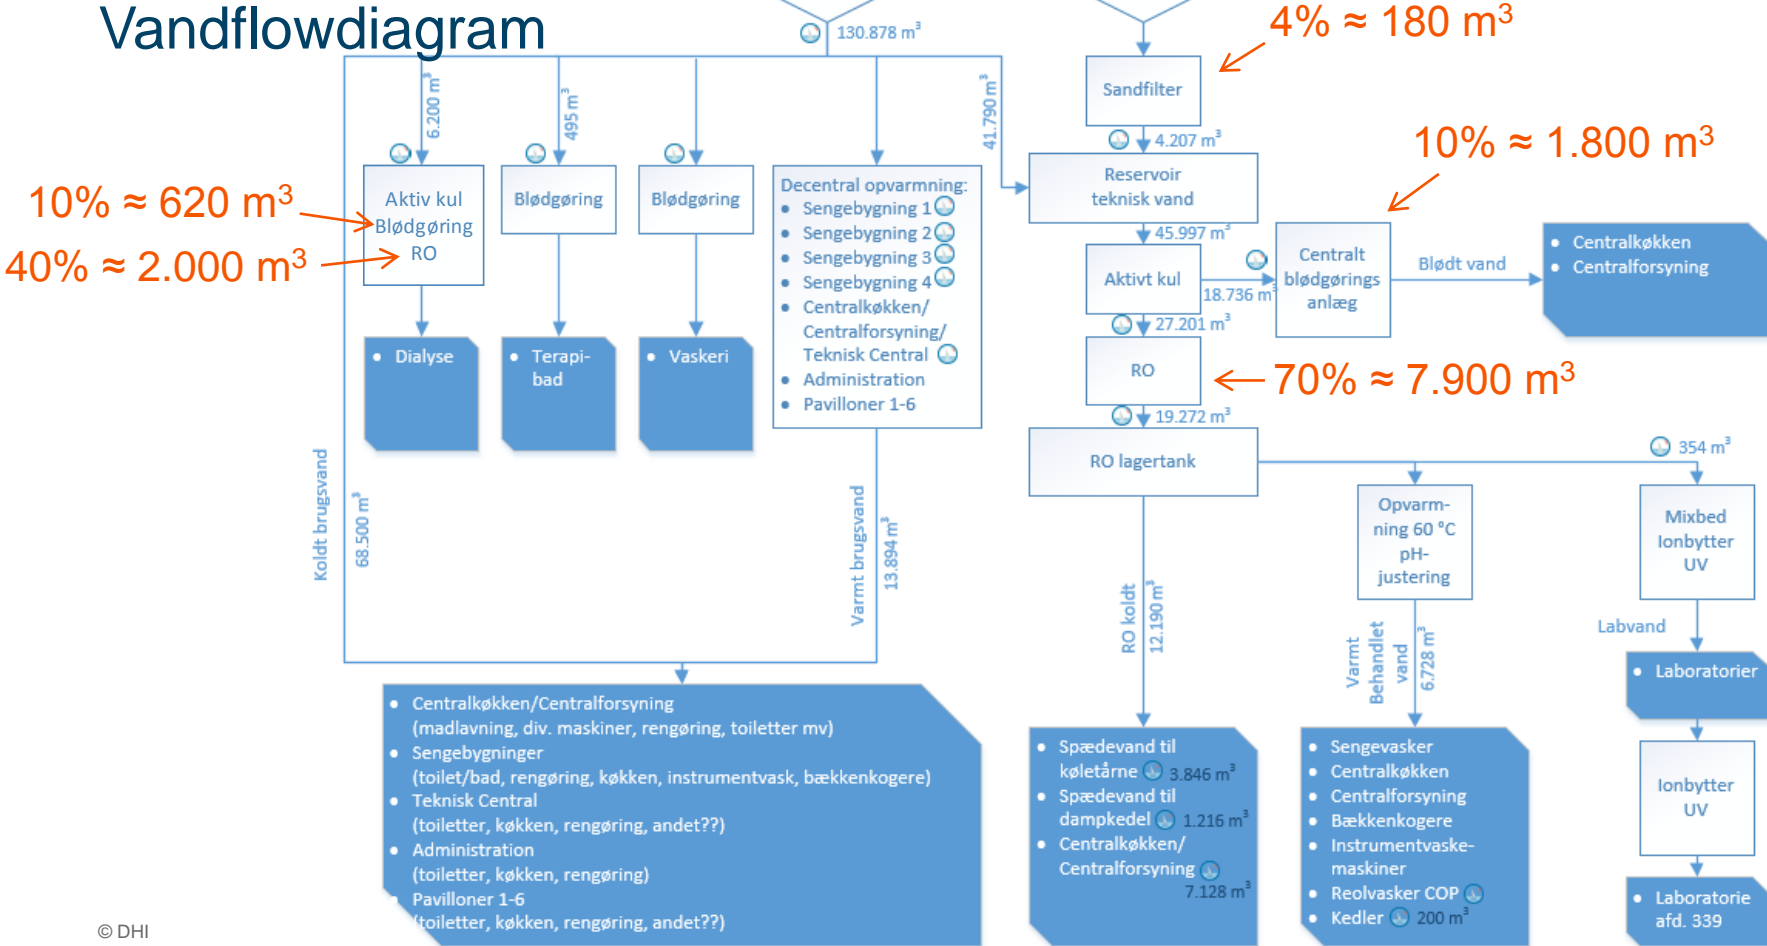 Vandflowdiagram
130.878 m³
4% ≈ 180 m³
6.200 m³
495 m³
41.790 m³
Sandfilter
4.207 m³
10% ≈ 1.800 m³
10% ≈ 620 m³
40% ≈ 2.000 m³
Aktiv kul
Blødgøring
RO
Blødgøring
Blødgøring
Decentral opvarmning:
• Sengebygning 1
• Sengebygning 2
• Sengebygning 3
• Sengebygning 4
• Centralkøkken/
Centralforsyning/
Teknisk Central
• Administration
• Pavilloner 1-6
Reservoir
teknisk vand
45.997 m³
Aktivt kul
18.736 m³
Centralt
blødgørings
anlæg
Blødt vand
• Centralkøkken
• Centralforsyning
27.201 m³
• Dialyse
• Terapi-
bad
• Vaskeri
RO
70% ≈ 7.900 m³
19.272 m³
RO lagertank
354 m³
Koldt brugsvand
68.500 m³
Varmt brugsvand
13.894 m³
RO koldt
12.190 m³
Opvarm-
ning 60 °C
pH-
justering
Mixbed
Ionbytter
UV
Varmt
Behandlet
vand
6.728 m³
Labvand
• Laboratorier
• Centralkøkken/Centralforsyning
(madlavning, div. maskiner, rengøring, toiletter mv)
• Sengebygninger
(toilet/bad, rengøring, køkken, instrumentvask, bækkenkogere)
• Teknisk Central
(toiletter, køkken, rengøring, andet??)
• Administration
(toiletter, køkken, rengøring)
• Pavilloner 1-6
(toiletter, køkken, rengøring, andet??)
• Spædevand til
køletårne 3.846 m³
• Spædevand til
dampkedel 1.216 m³
• Centralkøkken/
Centralforsyning
7.128 m³
• Sengevasker
• Centralkøkken
• Centralforsyning
• Bækkenkogere
• Instrumentvaske-
maskiner
• Reolvasker COP
• Kedler 200 m³
Ionbytter
UV
• Laboratorie
afd. 339
© DHI